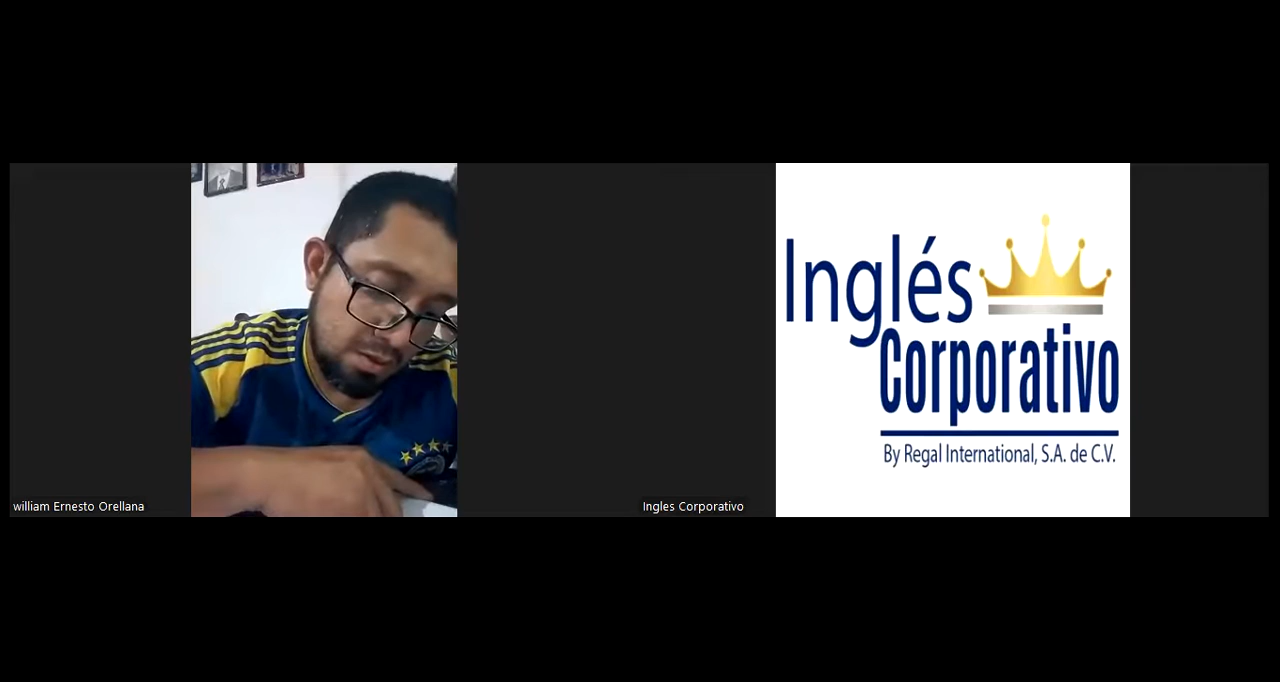 Inglés
Corporativo
By Regal International, S.A. de C.V.
william Ernesto Orellana
Ingles Corporativo